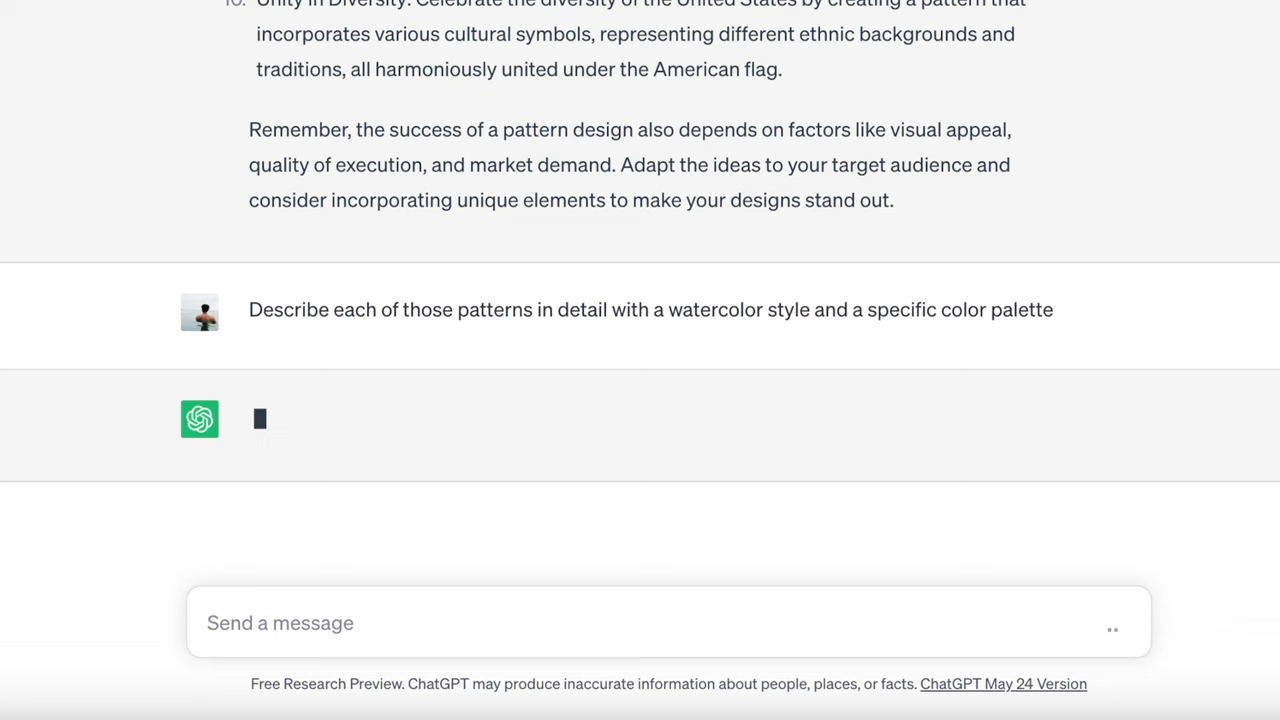 10. Unity in Diversity: Celebrate the diversity of the United States by creating a pattern that
incorporates various cultural symbols, representing different ethnic backgrounds and
traditions, all harmoniously united under the American flag.
Remember, the success of a pattern design also depends on factors like visual appeal,
quality of execution, and market demand. Adapt the ideas to your target audience and
consider incorporating unique elements to make your designs stand out.
Describe each of those patterns in detail with a watercolor style and a specific color palette
Send a message
Free Research Preview. ChatGPT may produce inaccurate information about people, places, or facts. ChatGPT May 24 Version